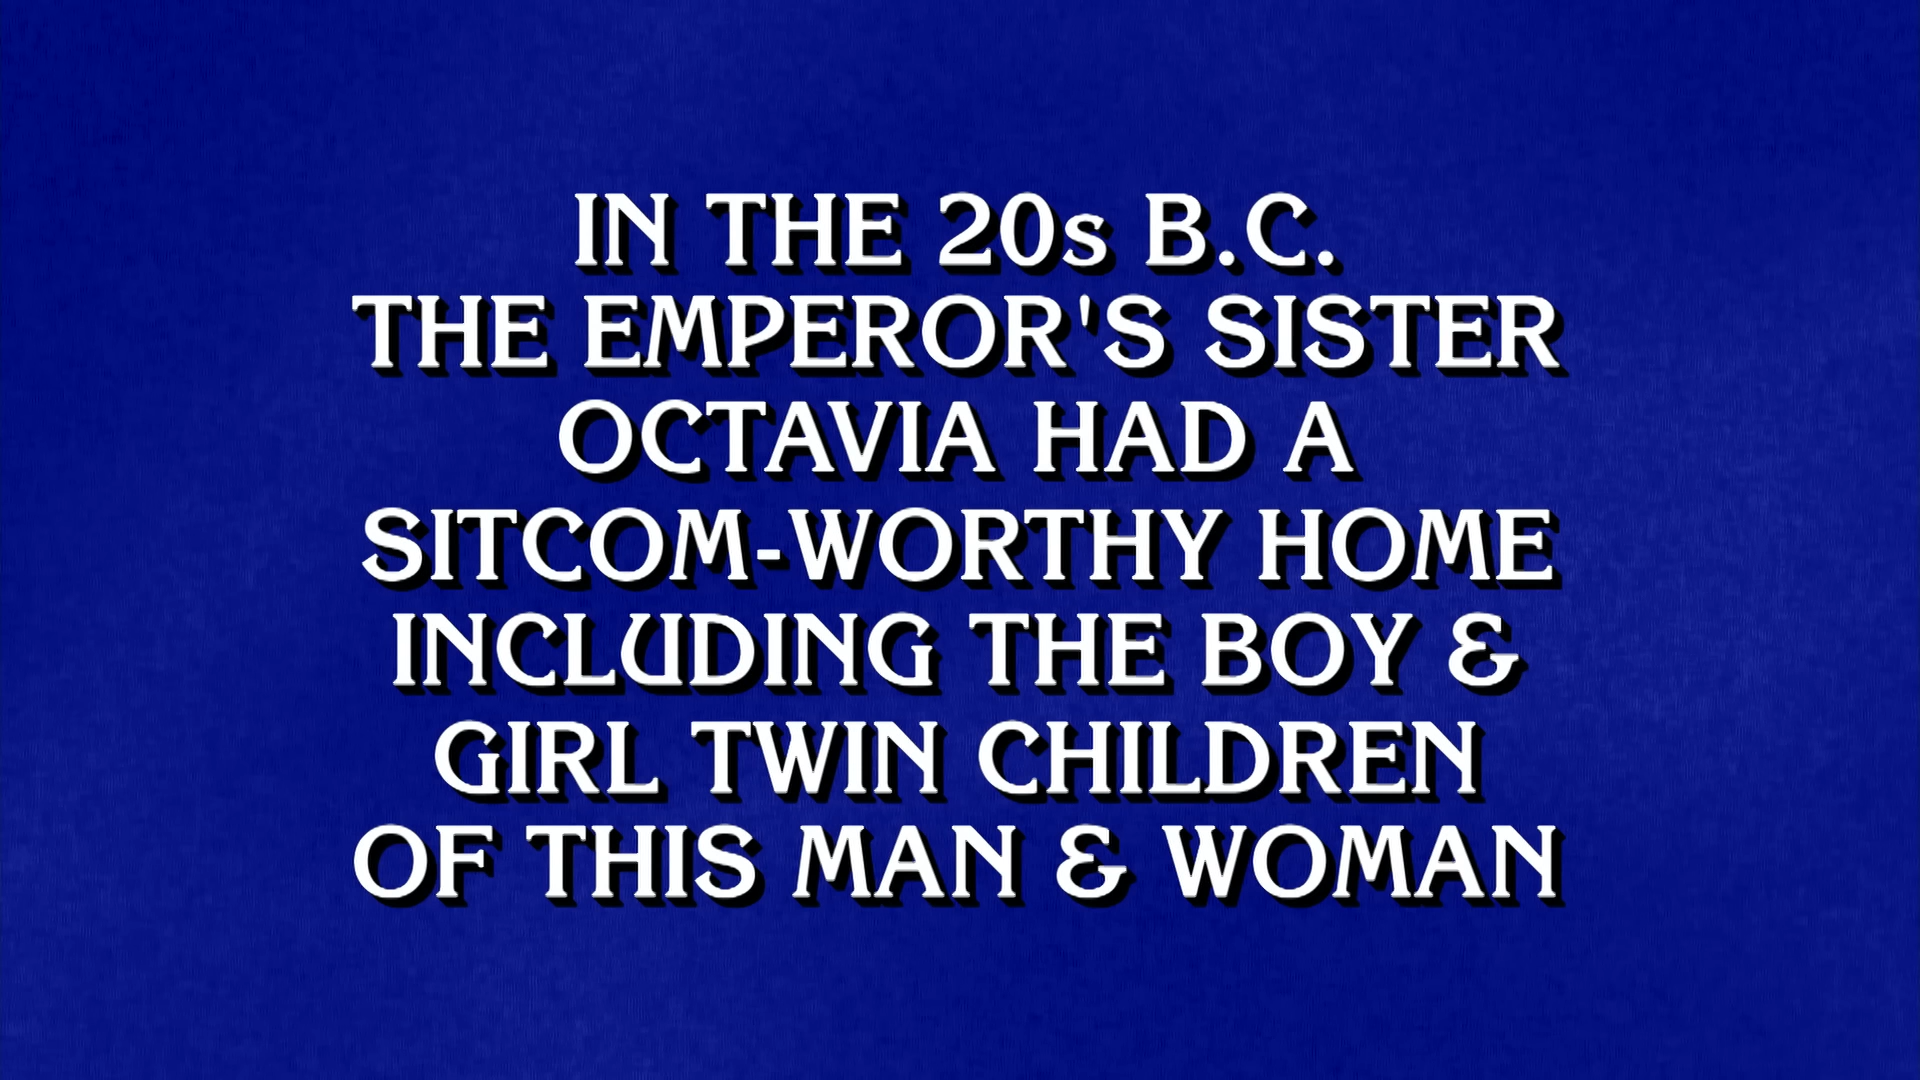 IN THE 20s B.C.
THE EMPEROR'S SISTER
OCTAVIA HAD A
SITCOM-WORTHY HOME
INCLUDING THE BOY &
GIRL TWIN CHILDREN
OF THIS MAN & WOMAN